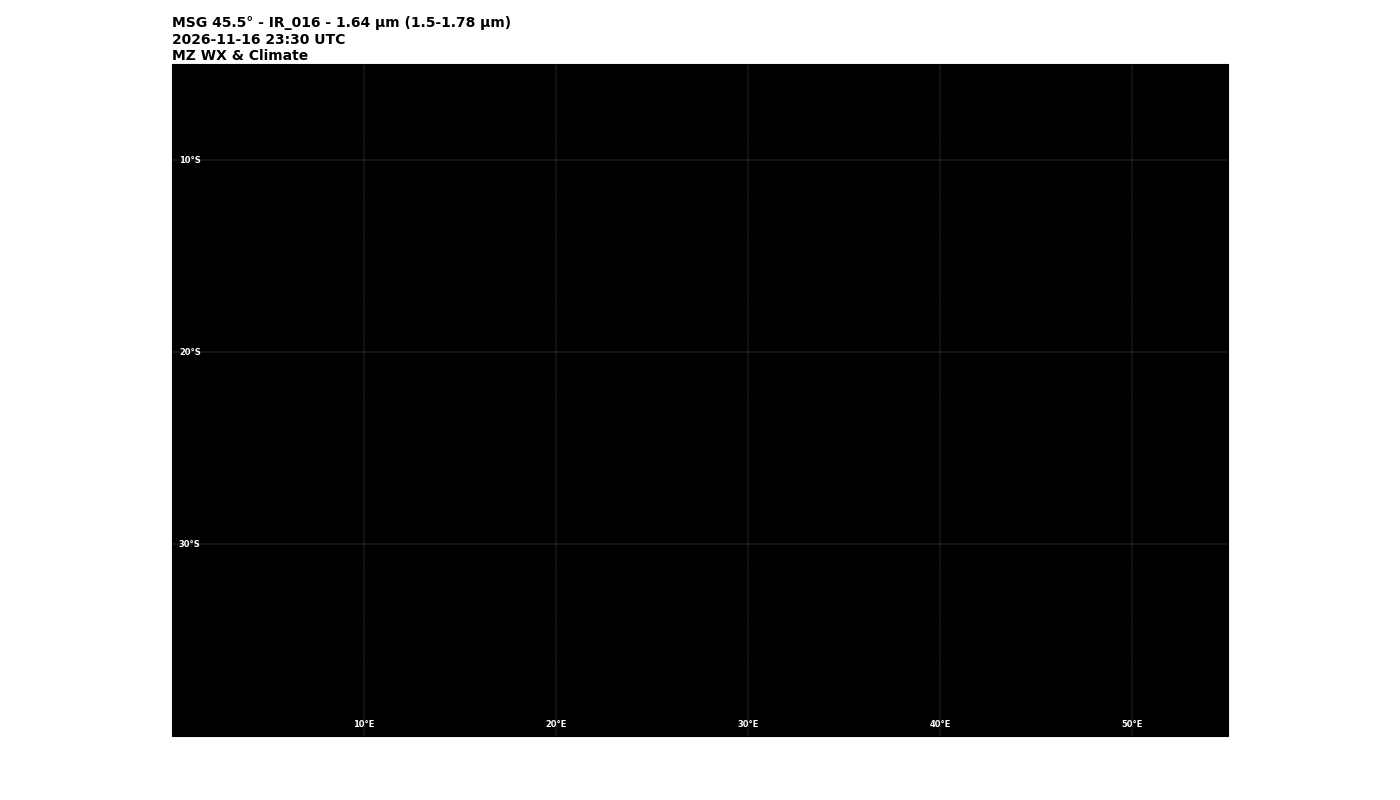 MSG 45.5° - IR_016 - 1.64 µm (1.5-1.78 µm)
2026-11-16 23:30 UTC
MZ WX & Climate
10°S
20°S
30°S
10°E 20°E 30°E 40°E 50°E